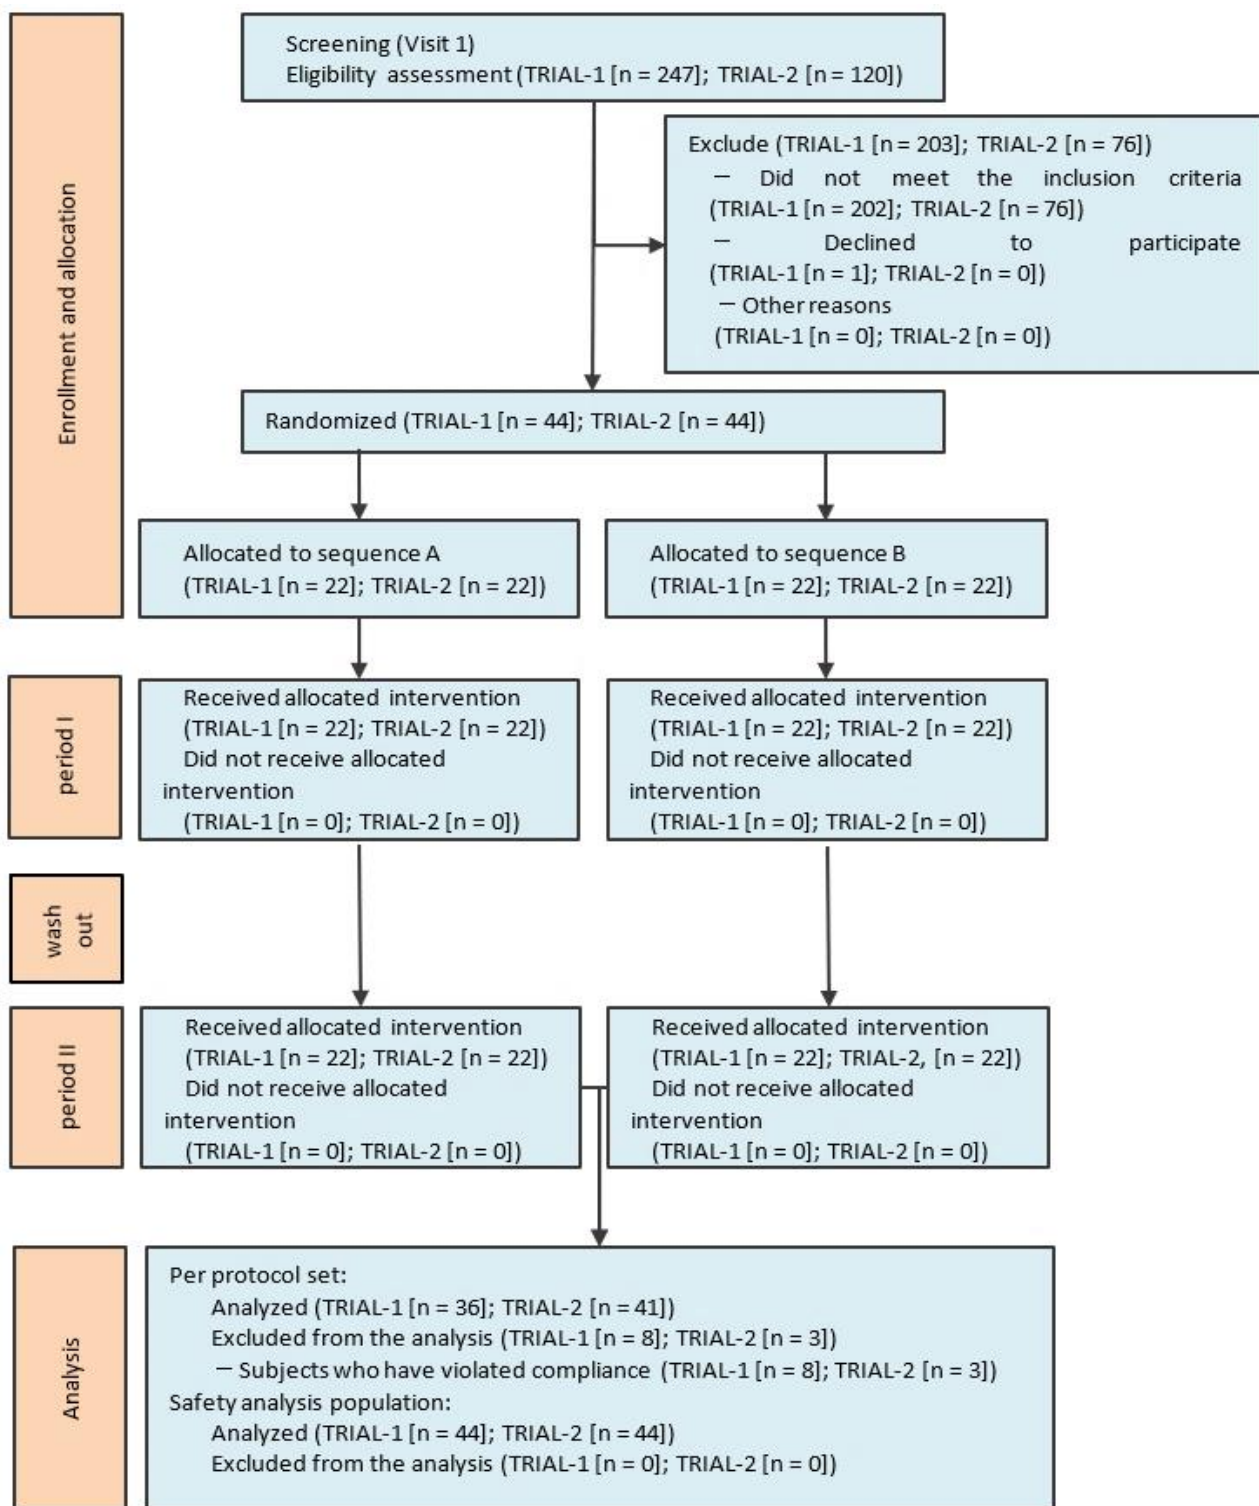 Enrollment and allocation
Screening (Visit 1)
Eligibility assessment (TRIAL-1 [n = 247]; TRIAL-2 [n = 120])
Exclude (TRIAL-1 [n = 203]; TRIAL-2 [n = 76])
— Did not meet the inclusion criteria
(TRIAL-1 [n = 202]; TRIAL-2 [n = 76])
— Declined to participate
(TRIAL-1 [n = 1]; TRIAL-2 [n = 0])
— Other reasons
(TRIAL-1 [n = 0]; TRIAL-2 [n = 0])
Randomized (TRIAL-1 [n = 44]; TRIAL-2 [n = 44])
Allocated to sequence A
(TRIAL-1 [n = 22]; TRIAL-2 [n = 22])
Allocated to sequence B
(TRIAL-1 [n = 22]; TRIAL-2 [n = 22])
period I
Received allocated intervention
(TRIAL-1 [n = 22]; TRIAL-2 [n = 22])
Did not receive allocated
intervention
(TRIAL-1 [n = 0]; TRIAL-2 [n = 0])
Received allocated intervention
(TRIAL-1 [n = 22]; TRIAL-2 [n = 22])
Did not receive allocated
intervention
(TRIAL-1 [n = 0]; TRIAL-2 [n = 0])
wash
out
period II
Received allocated intervention
(TRIAL-1 [n = 22]; TRIAL-2 [n = 22])
Did not receive allocated
intervention
(TRIAL-1 [n = 0]; TRIAL-2 [n = 0])
Received allocated intervention
(TRIAL-1 [n = 22]; TRIAL-2, [n = 22])
Did not receive allocated
intervention
(TRIAL-1 [n = 0]; TRIAL-2 [n = 0])
Analysis
Per protocol set:
Analyzed (TRIAL-1 [n = 36]; TRIAL-2 [n = 41])
Excluded from the analysis (TRIAL-1 [n = 8]; TRIAL-2 [n = 3])
— Subjects who have violated compliance (TRIAL-1 [n = 8]; TRIAL-2 [n = 3])
Safety analysis population:
Analyzed (TRIAL-1 [n = 44]; TRIAL-2 [n = 44])
Excluded from the analysis (TRIAL-1 [n = 0]; TRIAL-2 [n = 0])